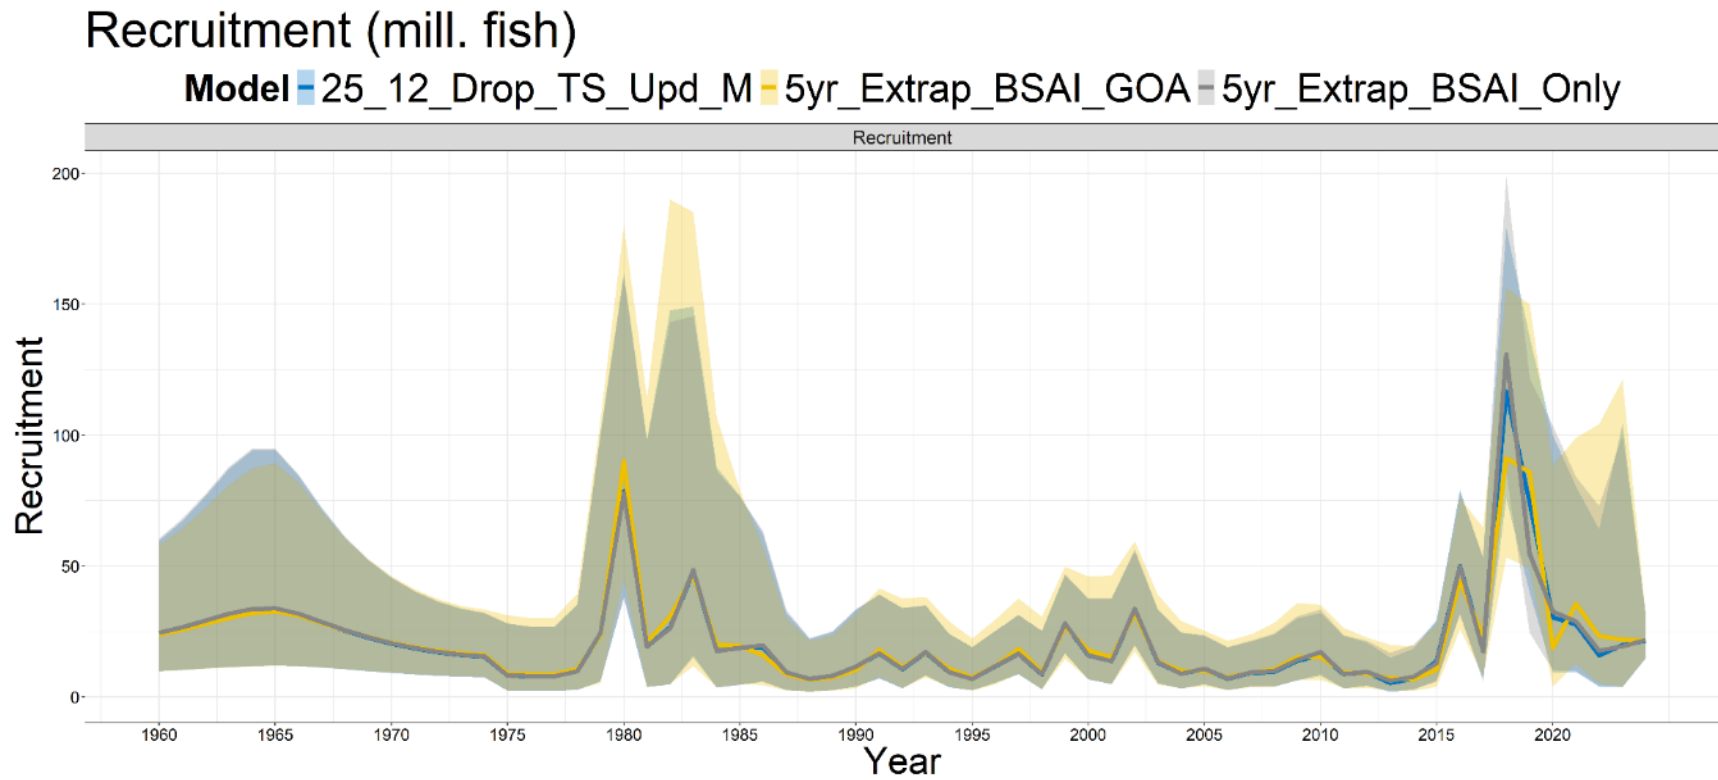 Recruitment (mill. fish)
Model 25_12_Drop_TS_Upd_M 5yr_Extrap_BSAI_GOA 5yr_Extrap_BSAI_Only
Recruitment
Recruitment
200
150
100
50
0
1960 1965 1970 1975 1980 1985 1990 1995 2000 2005 2010 2015 2020
Year